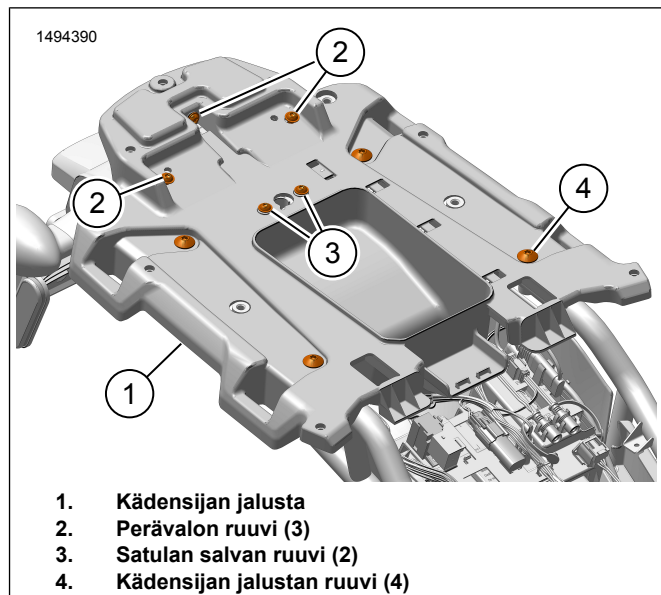 1494390
2
2
4
3
1
1. Kädensijan jalusta
2. Perävalon ruuvi (3)
3. Satulan salvan ruuvi (2)
4. Kädensijan jalustan ruuvi (4)